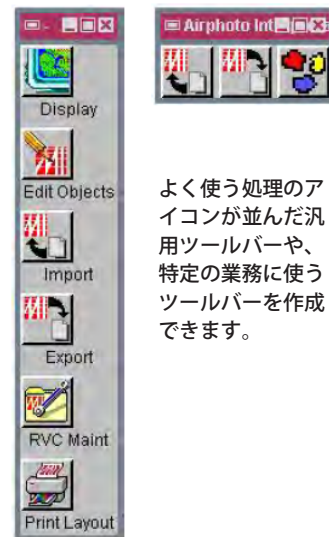 Airphoto Int
Display
Edit Objects
Import
Export
RVC Maint
Print Layout
よく使う処理のア
イコンが並んだ汎
用ツールバーや、
特定の業務に使う
ツールバーを作成
できます。